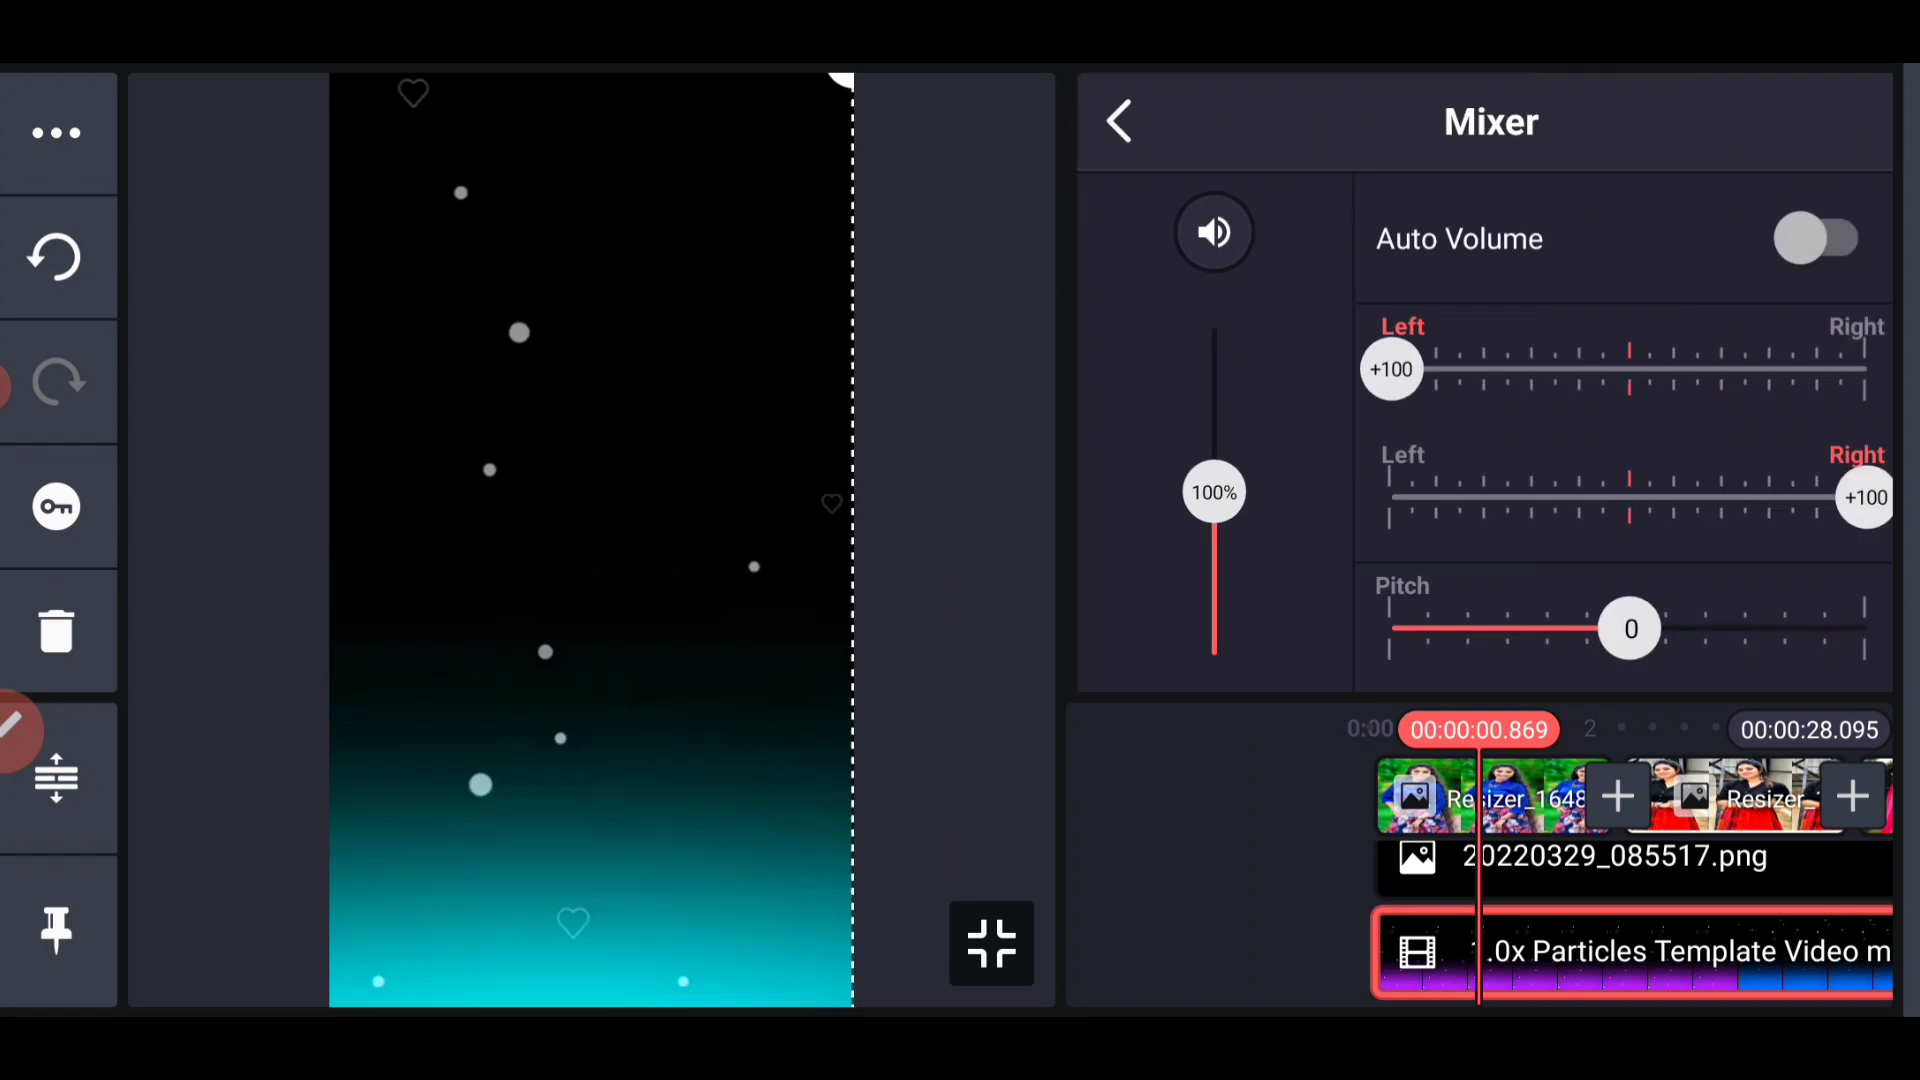 Mixer
Auto Volume
Left
Right
+100
Left
Right
+100
100%
Pitch
0
0:00
00:00:00.869
2
00:00:28.095
Resizer_1648
Resizer_
20220329_085517.png
.0x Particles Template Video m